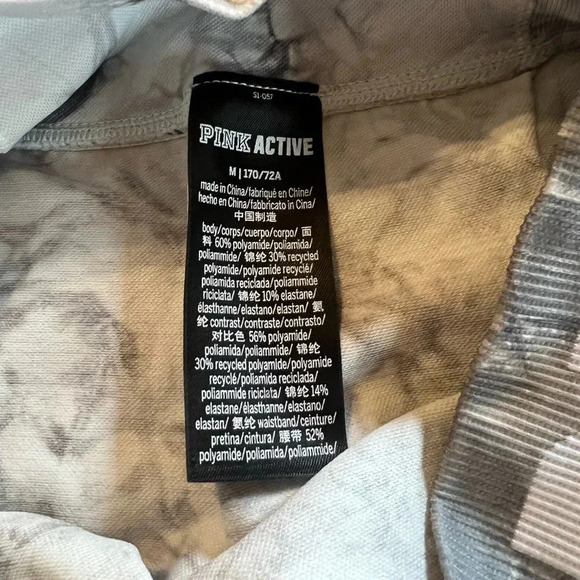 S1-057
PINK ACTIVE
M | 170/72A
made in China/fabriqué en Chine/
hecho en China/fabbricato in Cina/
中国制造
body/corps/cuerpo/corpo/ 面
料 60% polyamide/poliamida/
poliammide/ 锦纶 30% recycled
polyamide/polyamide recyclé/
poliamida reciclada/poliammide
riciclata/ 锦纶 10% elastane/
élasthanne/elastano/elastan/ 氨
纶 contrast/contraste/contrasto/
对比色 56% polyamide/
poliamida/poliammide/ 锦纶
30% recycled polyamide/polyamide
recyclé/poliamida reciclada/
poliammide riciclata/ 锦纶 14%
elastane/élasthanne/elastano/
elastan/ 氨纶 waistband/ceinture/
pretina/cintura/ 腰带 52%
polyamide/poliamida/poliammide/